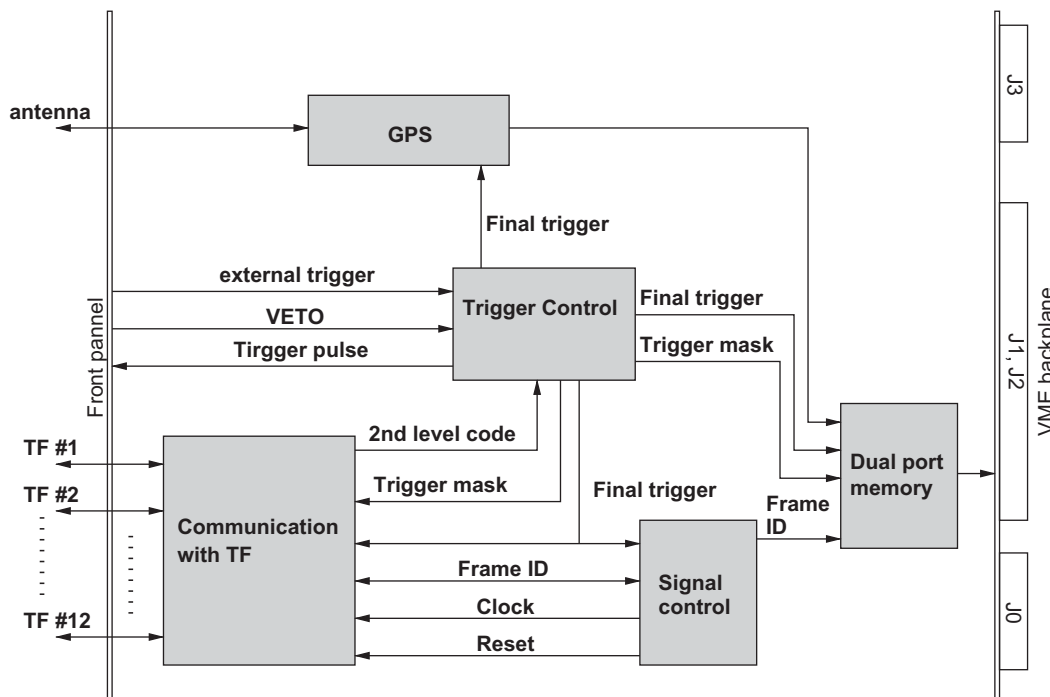 J3
antenna
GPS
Final trigger
external trigger
Trigger Control
Final trigger
VETO
Trigger mask
Tirgger pulse
Front pannel
J1, J2
VME backplane
TF #1
2nd level code
Dual port
memory
TF #2
Trigger mask
Final trigger
Frame
ID
Communication
with TF
Frame ID
Signal
control
Clock
J0
TF #12
Reset